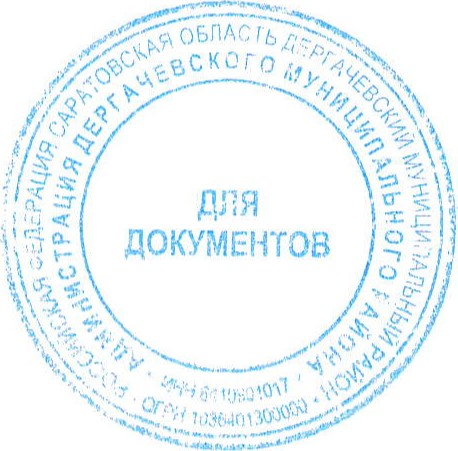 РОССИЙСКАЯ ФЕДЕРАЦИЯ САРАТОВСКАЯ ОБЛАСТЬ ДЕРГАЧЕВСКИЙ МУНИЦИПАЛЬНЫЙ РАЙОН
АДМИНИСТРАЦИЯ ДЕРГАЧЕВСКОГО МУНИЦИПАЛЬНОГО РАЙОНА
ДЛЯ
ДОКУМЕНТОВ
ИНН
ОГРН